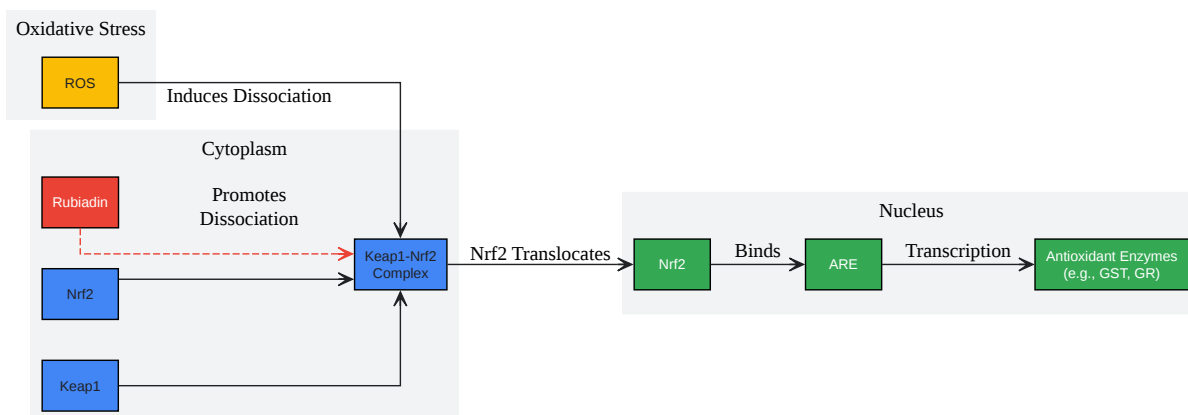 Oxidative Stress
ROS
Induces Dissociation
Cytoplasm
Rubiadin
Promotes
Dissociation
Keap1-Nrf2
Complex
Nrf2
Keap1
Nrf2 Translocates
Nucleus
Nrf2
Binds
ARE
Transcription
Antioxidant Enzymes
(e.g., GST, GR)